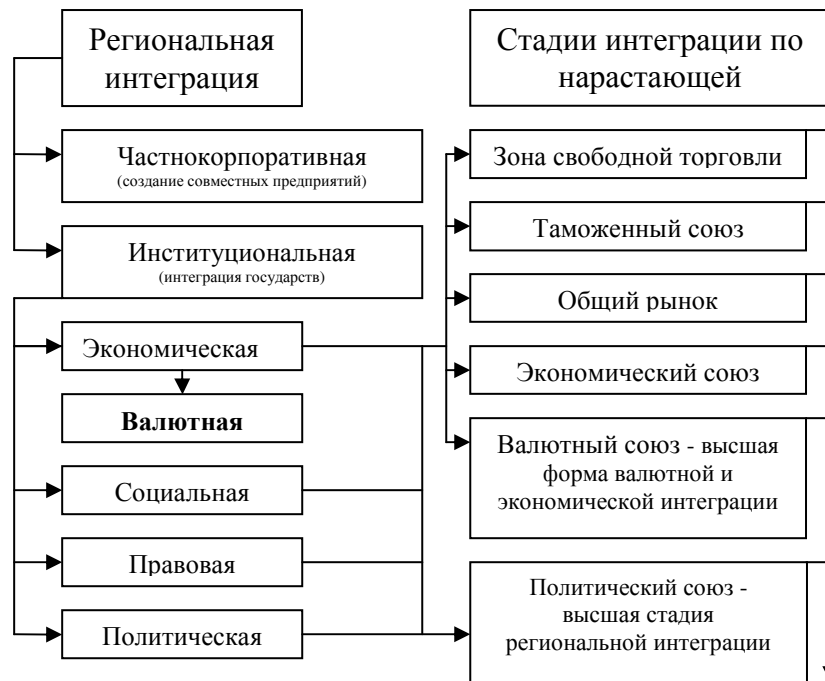 Региональная
интеграция
Частнокорпоративная
(создание совместных предприятий)
Институциональная
(интеграция государств)
Экономическая
Валютная
Социальная
Правовая
Политическая
Стадии интеграции по
нарастающей
Зона свободной торговли
Таможенный союз
Общий рынок
Экономический союз
Валютный союз - высшая
форма валютной и
экономической интеграции
Политический союз -
высшая стадия
региональной интеграции